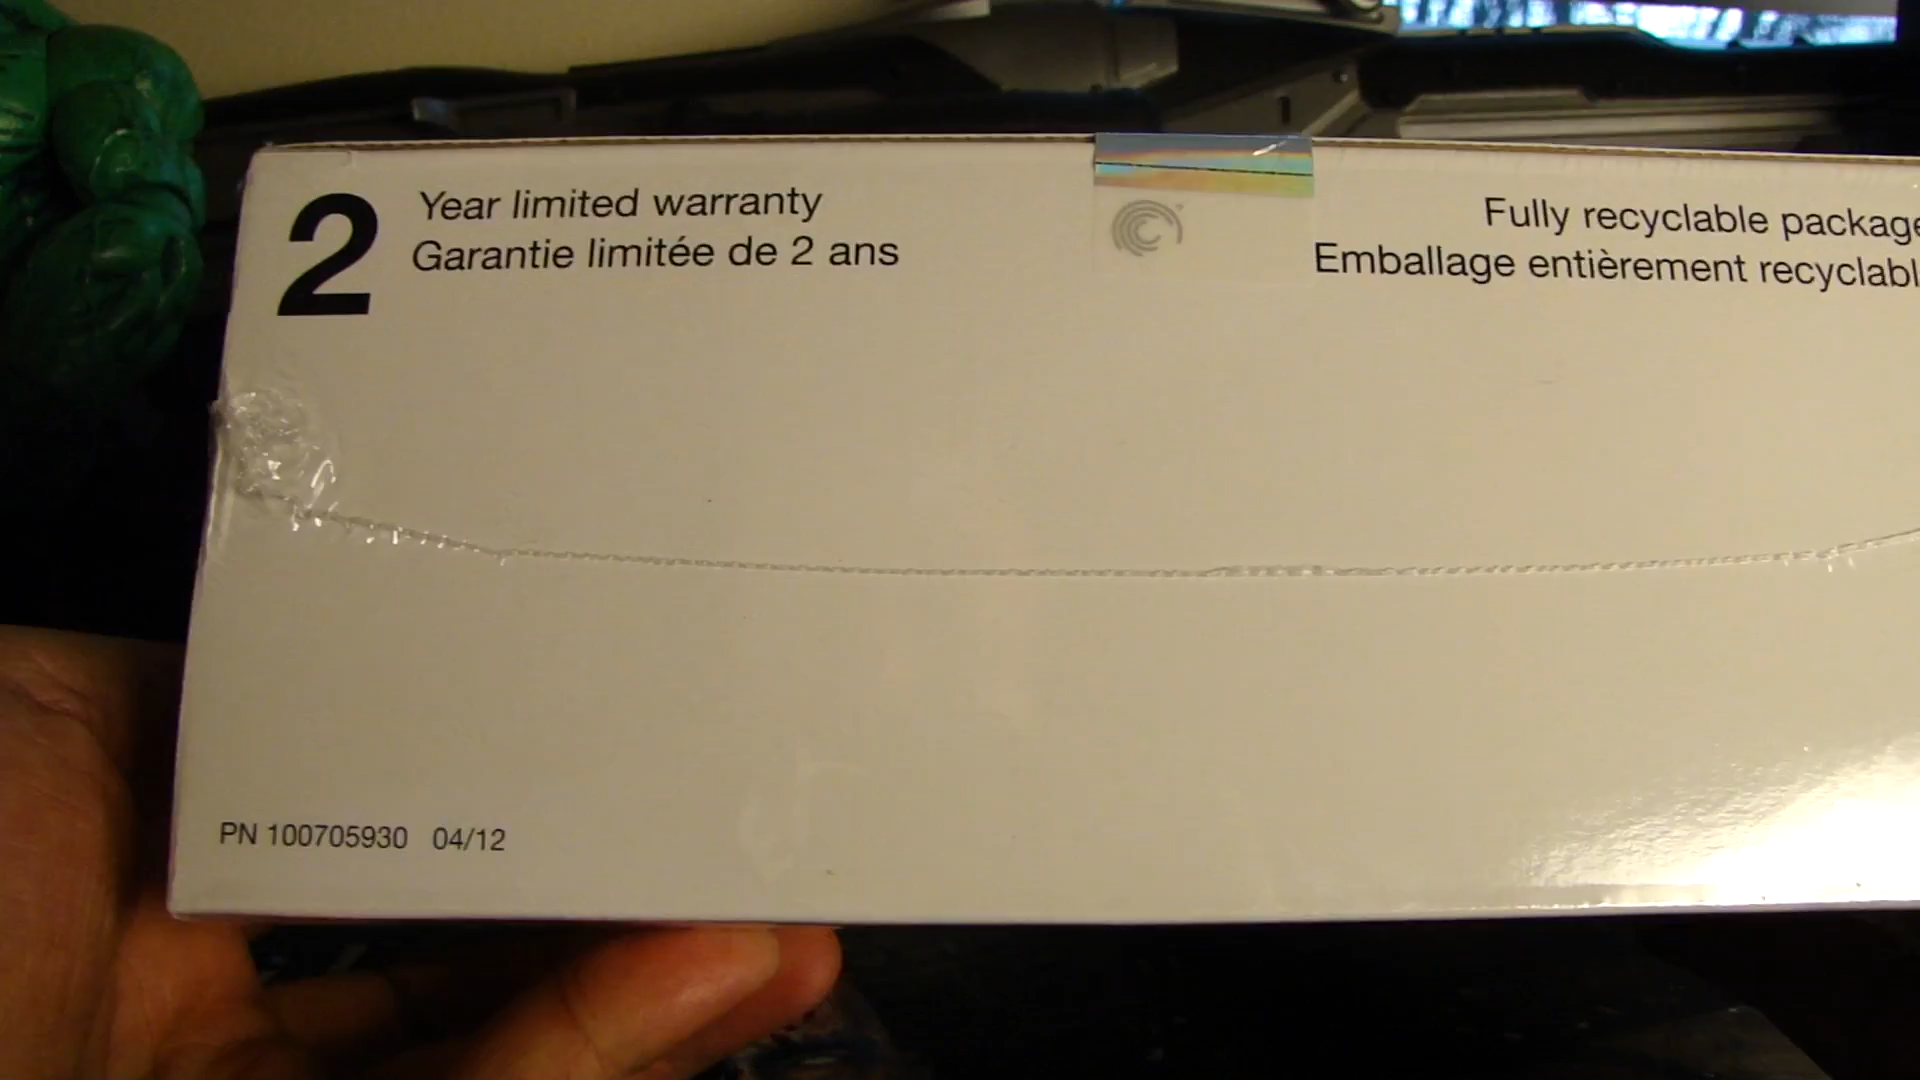 2
Year limited warranty
Garantie limitée de 2 ans
Fully recyclable package
Emballage entièrement recyclabl
PN 100705930 04/12